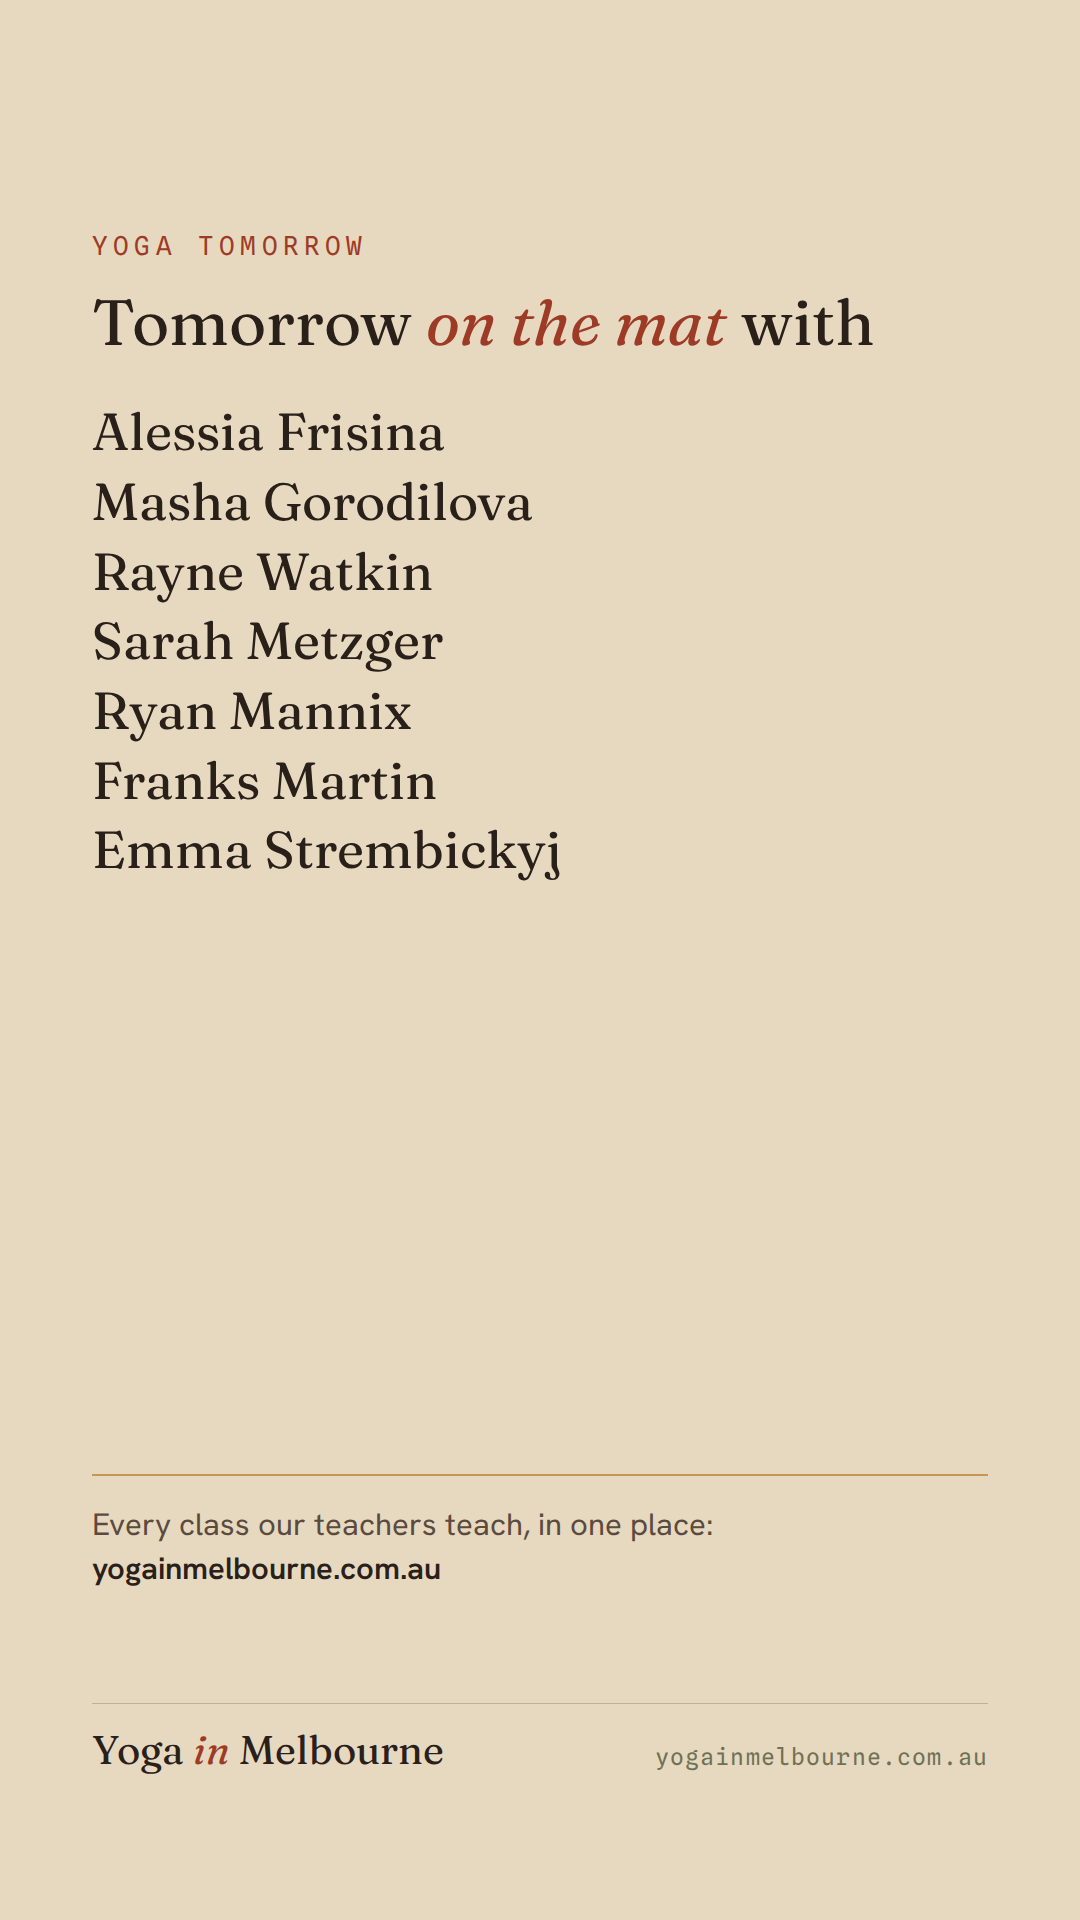 YOGA TOMORROW
Tomorrow on the mat with
Alessia Frisina
Masha Gorodilova
Rayne Watkin
Sarah Metzger
Ryan Mannix
Franks Martin
Emma Strembickyj
Every class our teachers teach, in one place:
yogainmelbourne.com.au
Yoga in Melbourne
yogainmelbourne.com.au